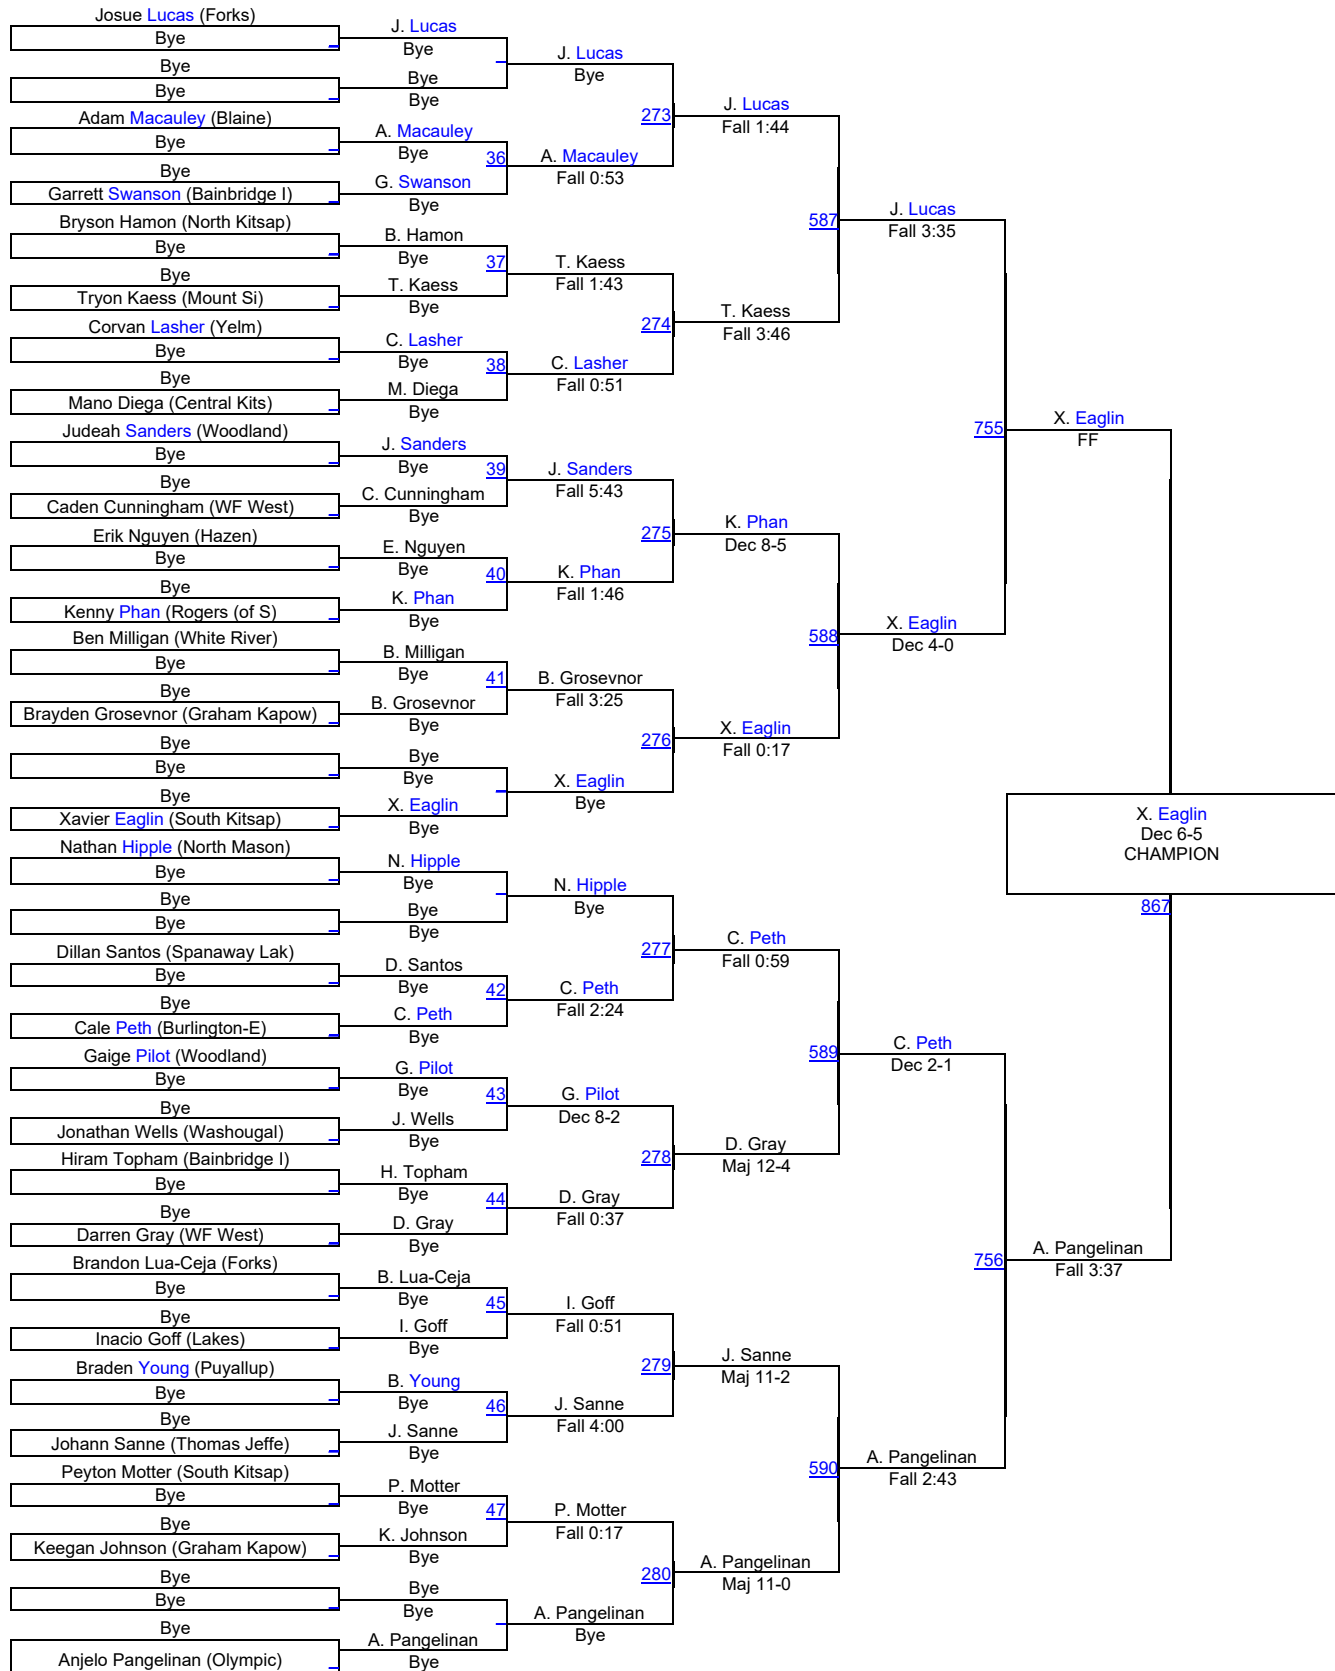 Josue Lucas (Forks)
Bye
Bye
Bye
Adam Macauley (Blaine)
Bye
Bye
Garrett Swanson (Bainbridge I)
Bryson Hamon (North Kitsap)
Bye
Bye
Tryon Kaess (Mount Si)
Corvan Lasher (Yelm)
Bye
Bye
Mano Diega (Central Kits)
Judeah Sanders (Woodland)
Bye
Bye
Caden Cunningham (WF West)
Erik Nguyen (Hazen)
Bye
Bye
Kenny Phan (Rogers (of S)
Ben Milligan (White River)
Bye
Bye
Brayden Grosevnor (Graham Kapow)
Bye
Bye
Bye
Xavier Eaglin (South Kitsap)
Nathan Hipple (North Mason)
Bye
Bye
Bye
Dillan Santos (Spanaway Lak)
Bye
Bye
Cale Peth (Burlington-E)
Gaige Pilot (Woodland)
Bye
Bye
Jonathan Wells (Washougal)
Hiram Topham (Bainbridge I)
Bye
Bye
Darren Gray (WF West)
Brandon Lua-Ceja (Forks)
Bye
Bye
Inacio Goff (Lakes)
Braden Young (Puyallup)
Bye
Bye
Johann Sanne (Thomas Jeffe)
Peyton Motter (South Kitsap)
Bye
Bye
Keegan Johnson (Graham Kapow)
Bye
Bye
Bye
Anjelo Pangelinan (Olympic)
J. Lucas
Bye
Bye
Bye
A. Macauley
Bye
36
G. Swanson
Bye
B. Hamon
Bye
37
T. Kaess
Bye
C. Lasher
Bye
38
M. Diega
Bye
J. Sanders
Bye
39
C. Cunningham
Bye
E. Nguyen
Bye
40
K. Phan
Bye
B. Milligan
Bye
41
B. Grosevnor
Bye
Bye
Bye
X. Eaglin
Bye
N. Hipple
Bye
Bye
Bye
D. Santos
Bye
42
C. Peth
Bye
G. Pilot
Bye
43
J. Wells
Bye
H. Topham
Bye
44
D. Gray
Bye
B. Lua-Ceja
Bye
45
I. Goff
Bye
B. Young
Bye
46
J. Sanne
Bye
P. Motter
Bye
47
K. Johnson
Bye
Bye
Bye
A. Pangelinan
Bye
J. Lucas
Bye
273
A. Macauley
Fall 0:53
T. Kaess
Fall 1:43
274
C. Lasher
Fall 0:51
J. Sanders
Fall 5:43
275
K. Phan
Fall 1:46
B. Grosevnor
Fall 3:25
276
X. Eaglin
Bye
N. Hipple
Bye
277
C. Peth
Fall 2:24
G. Pilot
Dec 8-2
278
D. Gray
Fall 0:37
I. Goff
Fall 0:51
279
J. Sanne
Fall 4:00
P. Motter
Fall 0:17
280
A. Pangelinan
Bye
J. Lucas
Fall 1:44
587
T. Kaess
Fall 3:46
K. Phan
Dec 8-5
588
X. Eaglin
Fall 0:17
C. Peth
Fall 0:59
589
D. Gray
Maj 12-4
J. Sanne
Maj 11-2
590
A. Pangelinan
Maj 11-0
J. Lucas
Fall 3:35
755
X. Eaglin
Dec 4-0
C. Peth
Dec 2-1
756
A. Pangelinan
Fall 2:43
X. Eaglin
FF
A. Pangelinan
Fall 3:37
X. Eaglin
Dec 6-5
CHAMPION
867